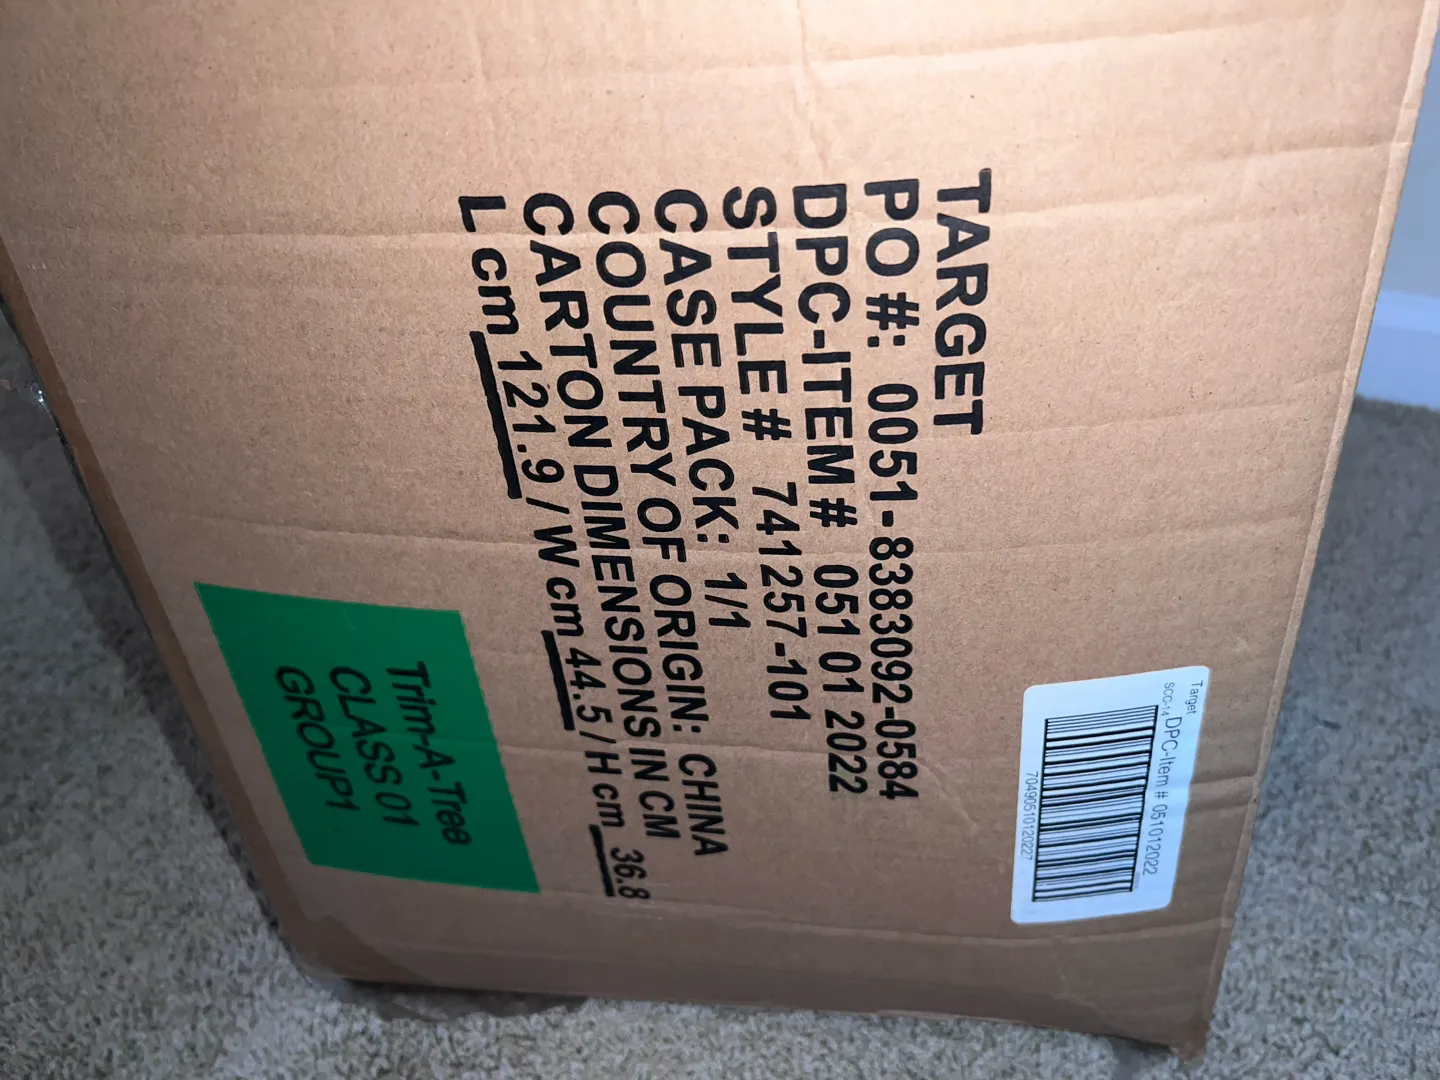 TARGET
PO #: 0051-8383092-0584
DPC-ITEM # 051 01 2022
STYLE # 741257-101
CASE PACK: 1/1
COUNTRY OF ORIGIN: CHINA
CARTON DIMENSIONS IN CM
L cm 121.9 / W cm 44.5 / H cm 36.8
Trim-A-Tree
CLASS 01
GROUP1
Target
SCC-14 DPC-Item # 051012022